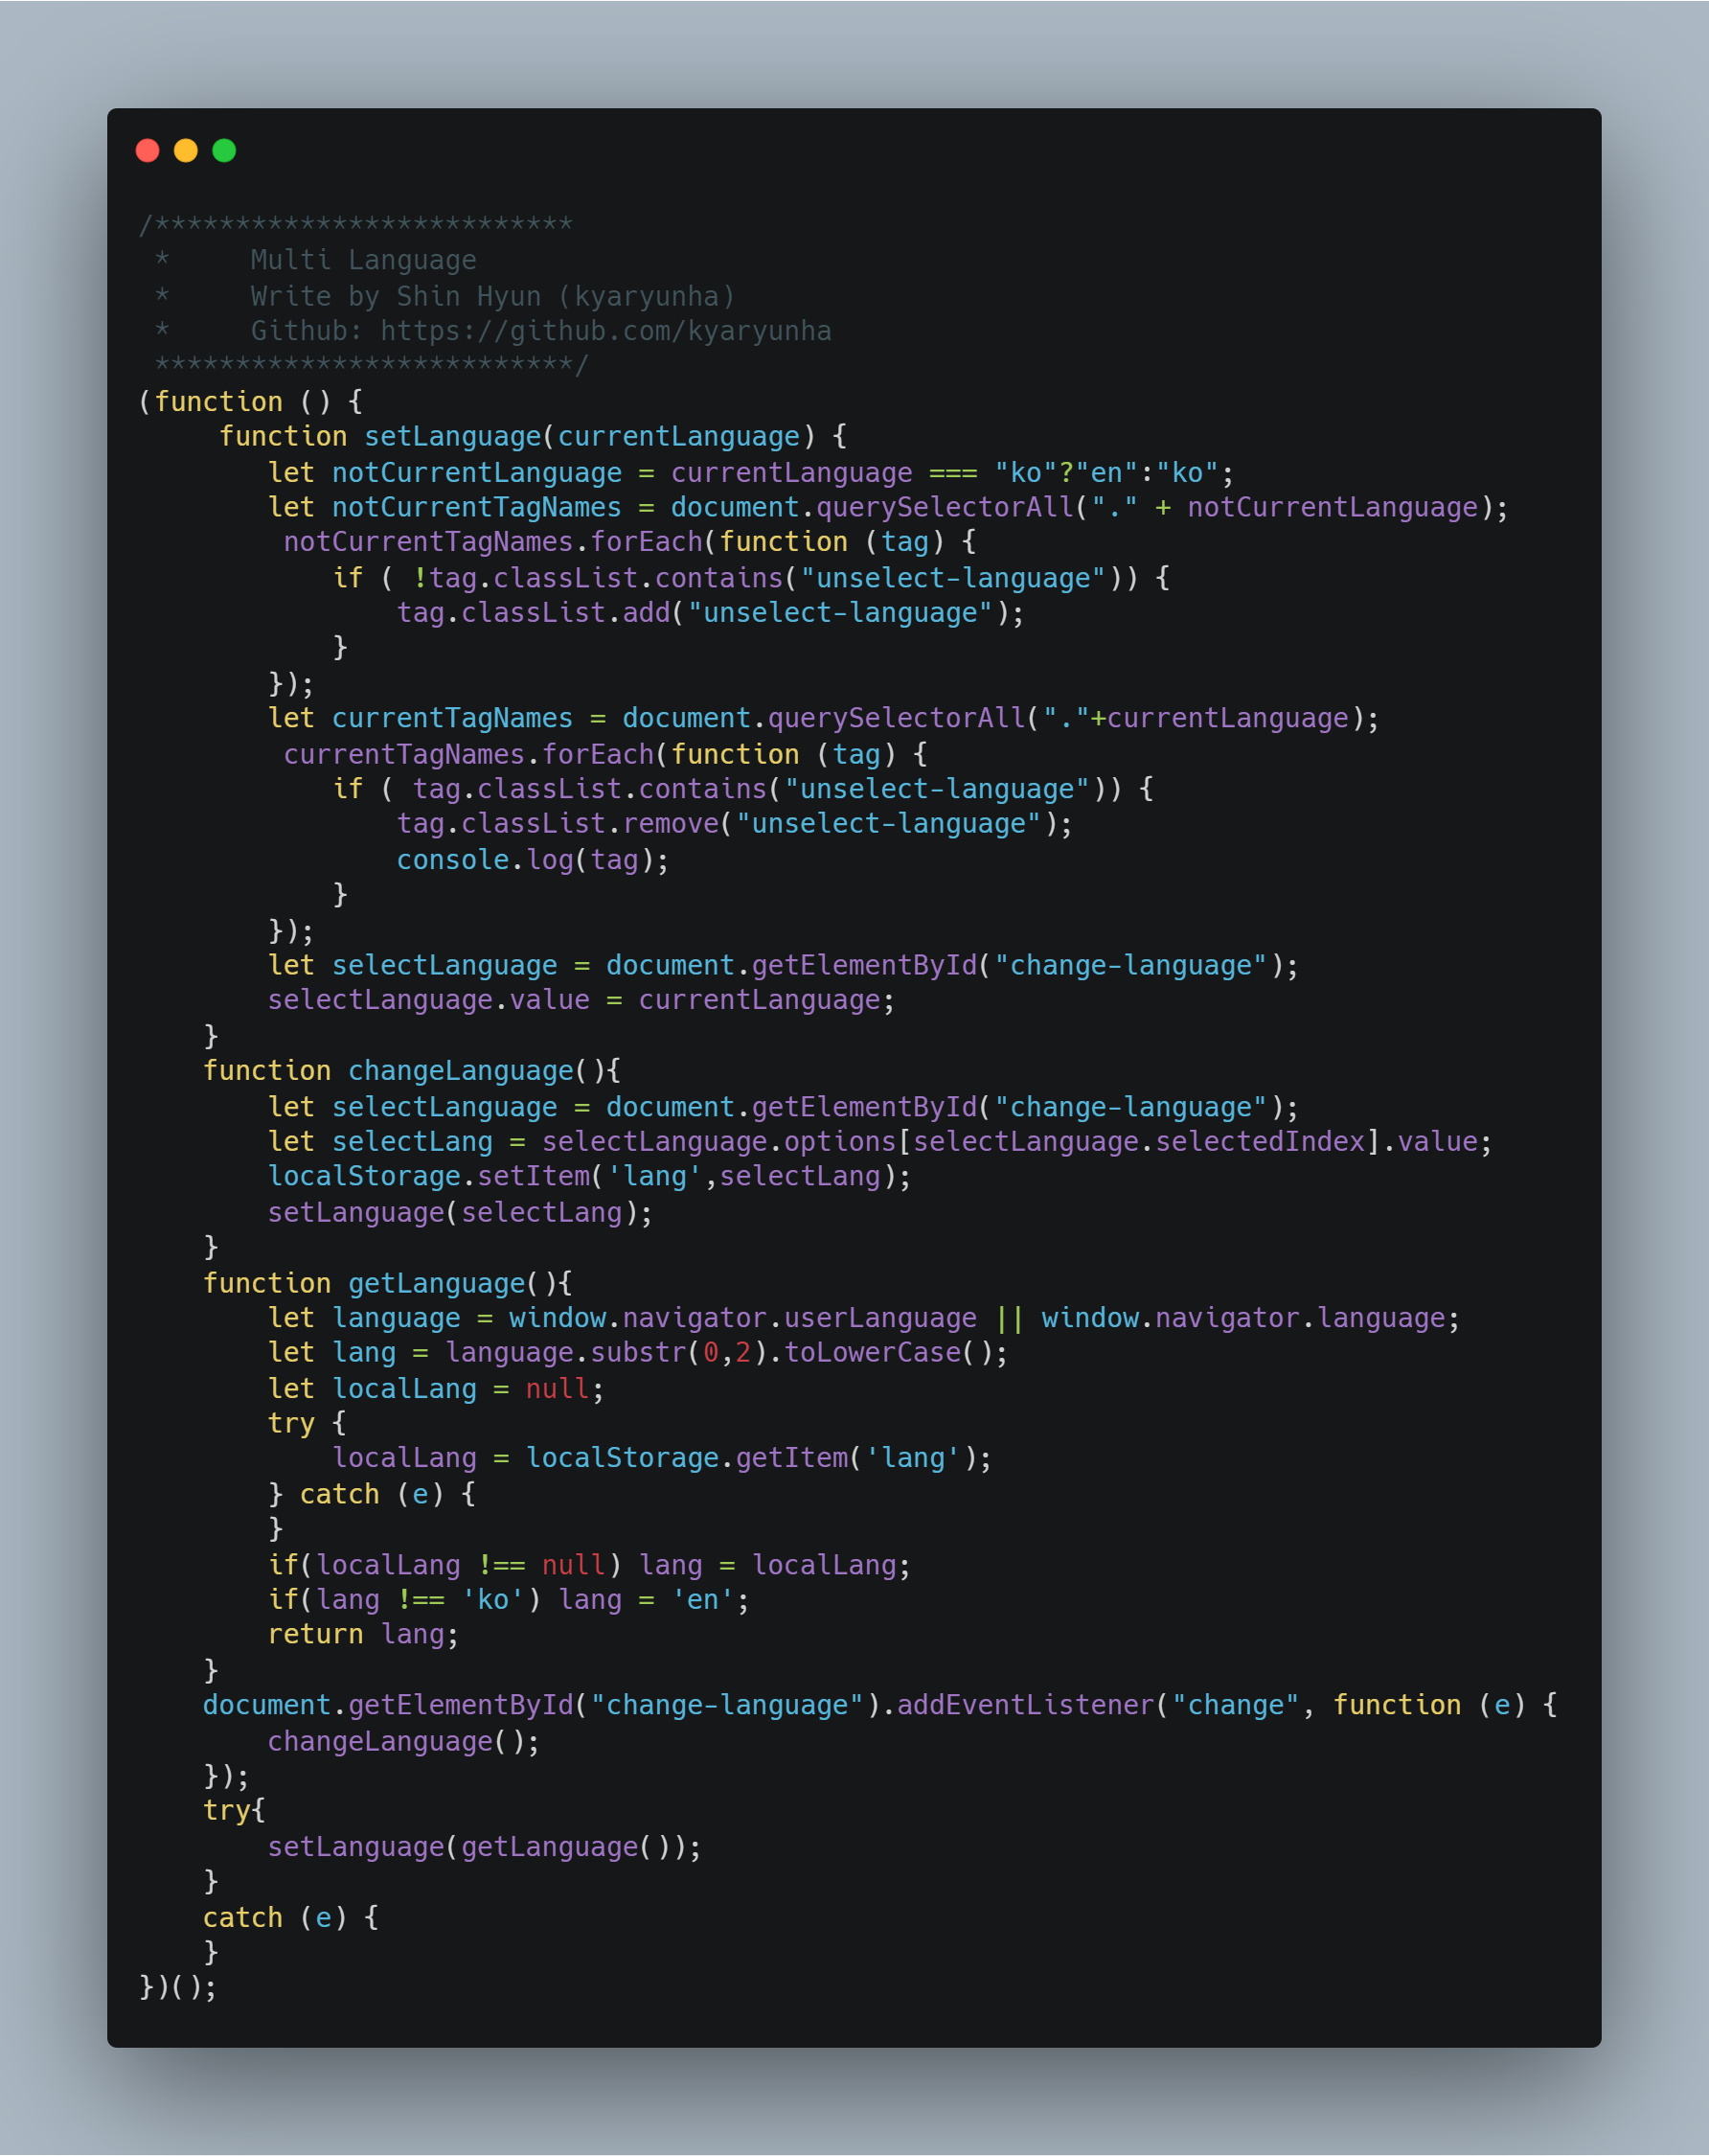 /**************************
 *     Multi Language
 *     Write by Shin Hyun (kyaryunha)
 *     Github: https://github.com/kyaryunha
 **************************/
(function () {
     function setLanguage(currentLanguage) {
        let notCurrentLanguage = currentLanguage === "ko"?"en":"ko";
        let notCurrentTagNames = document.querySelectorAll("." + notCurrentLanguage);
         notCurrentTagNames.forEach(function (tag) {
            if ( !tag.classList.contains("unselect-language")) {
                tag.classList.add("unselect-language");
            }
        });
        let currentTagNames = document.querySelectorAll("."+currentLanguage);
         currentTagNames.forEach(function (tag) {
            if ( tag.classList.contains("unselect-language")) {
                tag.classList.remove("unselect-language");
                console.log(tag);
            }
        });
        let selectLanguage = document.getElementById("change-language");
        selectLanguage.value = currentLanguage;
    }
    function changeLanguage(){
        let selectLanguage = document.getElementById("change-language");
        let selectLang = selectLanguage.options[selectLanguage.selectedIndex].value;
        localStorage.setItem('lang',selectLang);
        setLanguage(selectLang);
    }
    function getLanguage(){
        let language = window.navigator.userLanguage || window.navigator.language;
        let lang = language.substr(0,2).toLowerCase();
        let localLang = null;
        try {
            localLang = localStorage.getItem('lang');
        } catch (e) {
        }
        if(localLang !== null) lang = localLang;
        if(lang !== 'ko') lang = 'en';
        return lang;
    }
    document.getElementById("change-language").addEventListener("change", function (e) {
        changeLanguage();
    });
    try{
        setLanguage(getLanguage());
    }
    catch (e) {
    }
})();